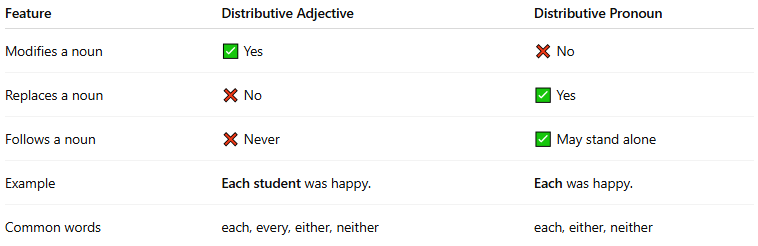 Feature Distributive Adjective Distributive Pronoun
Modifies a noun ✅ Yes ❌ No
Replaces a noun ❌ No ✅ Yes
Follows a noun ❌ Never ✅ May stand alone
Example Each student was happy. Each was happy.
Common words each, every, either, neither each, either, neither